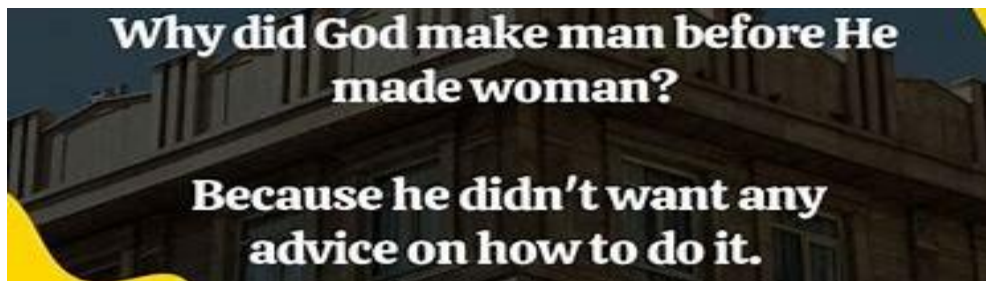 Why did God make man before He
made woman?
Because he didn't want any
advice on how to do it.